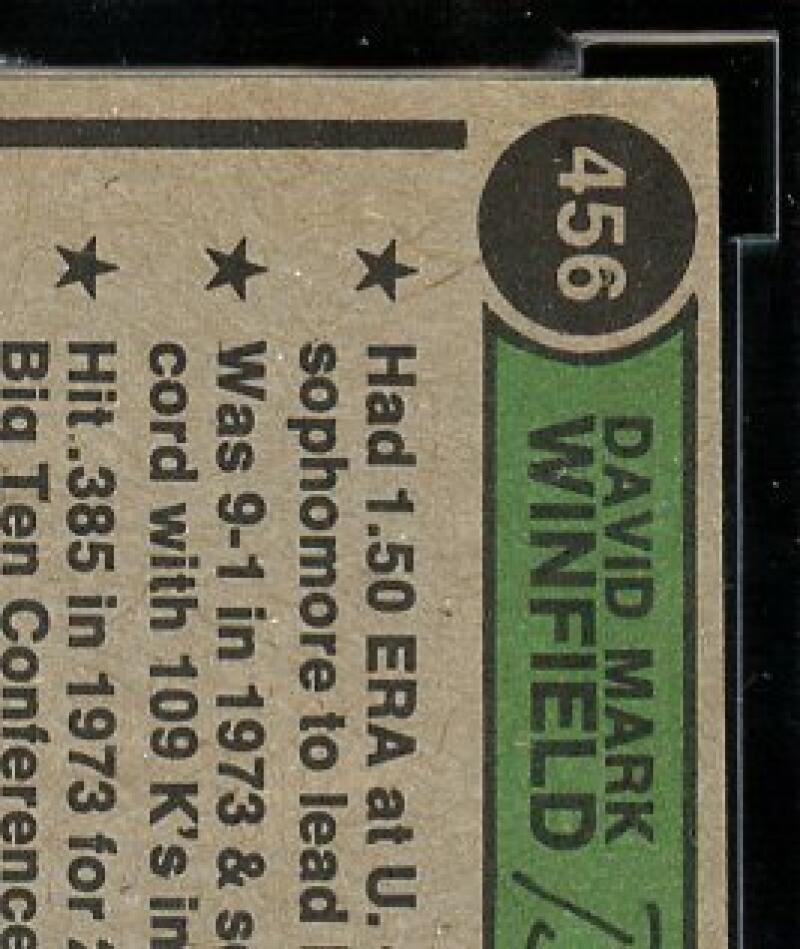 456
DAVID MARK
WINFIELD
★ Had 1.50 ERA at U.
sophomore to lead
★ Was 9-1 in 1973 &
cord with 109 K's in
★ Hit .385 in 1973 for
Big Ten Conference